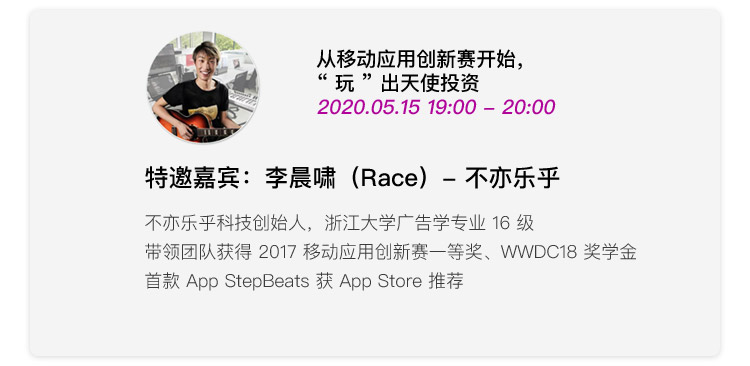 从移动应用创新赛开始，
“ 玩 ” 出天使投资
2020.05.15 19:00 – 20:00
特邀嘉宾：李晨啸（Race）– 不亦乐乎
不亦乐乎科技创始人，浙江大学广告学专业 16 级
带领团队获得 2017 移动应用创新赛一等奖、WWDC18 奖学金
首款 App StepBeats 获 App Store 推荐